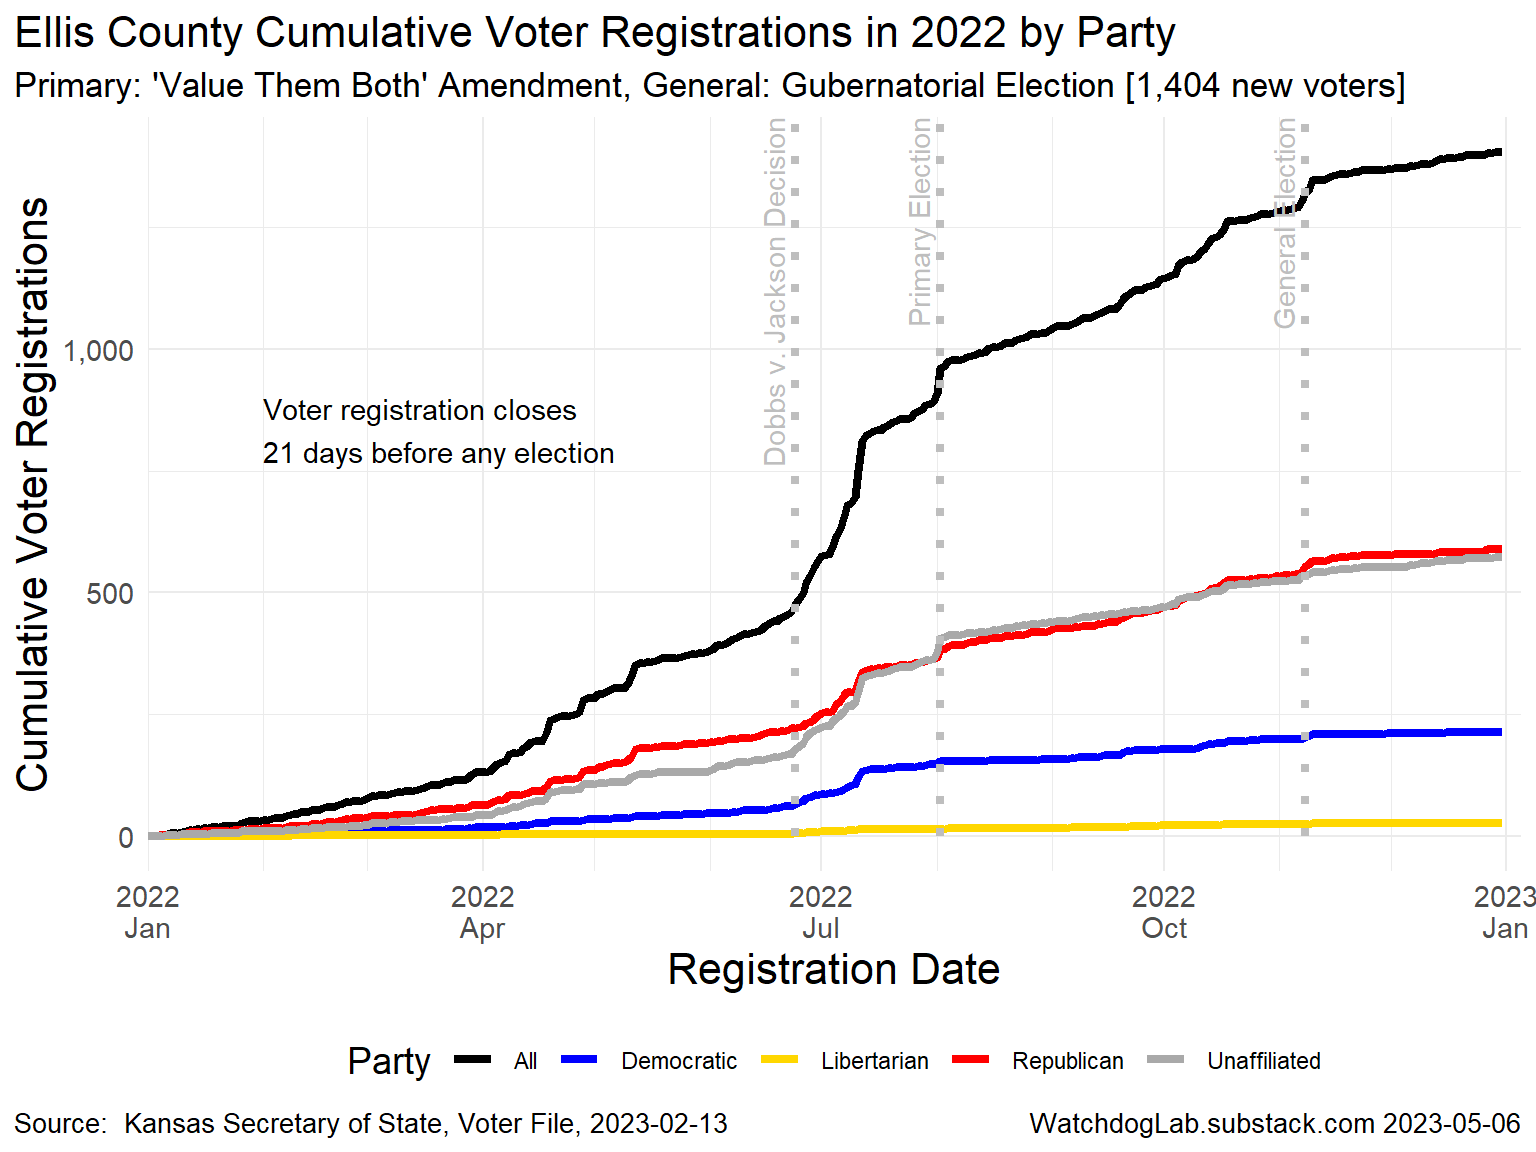 Ellis County Cumulative Voter Registrations in 2022 by Party
Primary: 'Value Them Both' Amendment, General: Gubernatorial Election [1,404 new voters]
Cumulative Voter Registrations
1,000
500
0
Dobbs v. Jackson Decision
Primary Election
General Election
Voter registration closes
21 days before any election
2022 2022 2022 2022 2023
Jan Apr Jul Oct Jan
Registration Date
Party All Democratic Libertarian Republican Unaffiliated
Source:  Kansas Secretary of State, Voter File, 2023-02-13
WatchdogLab.substack.com 2023-05-06